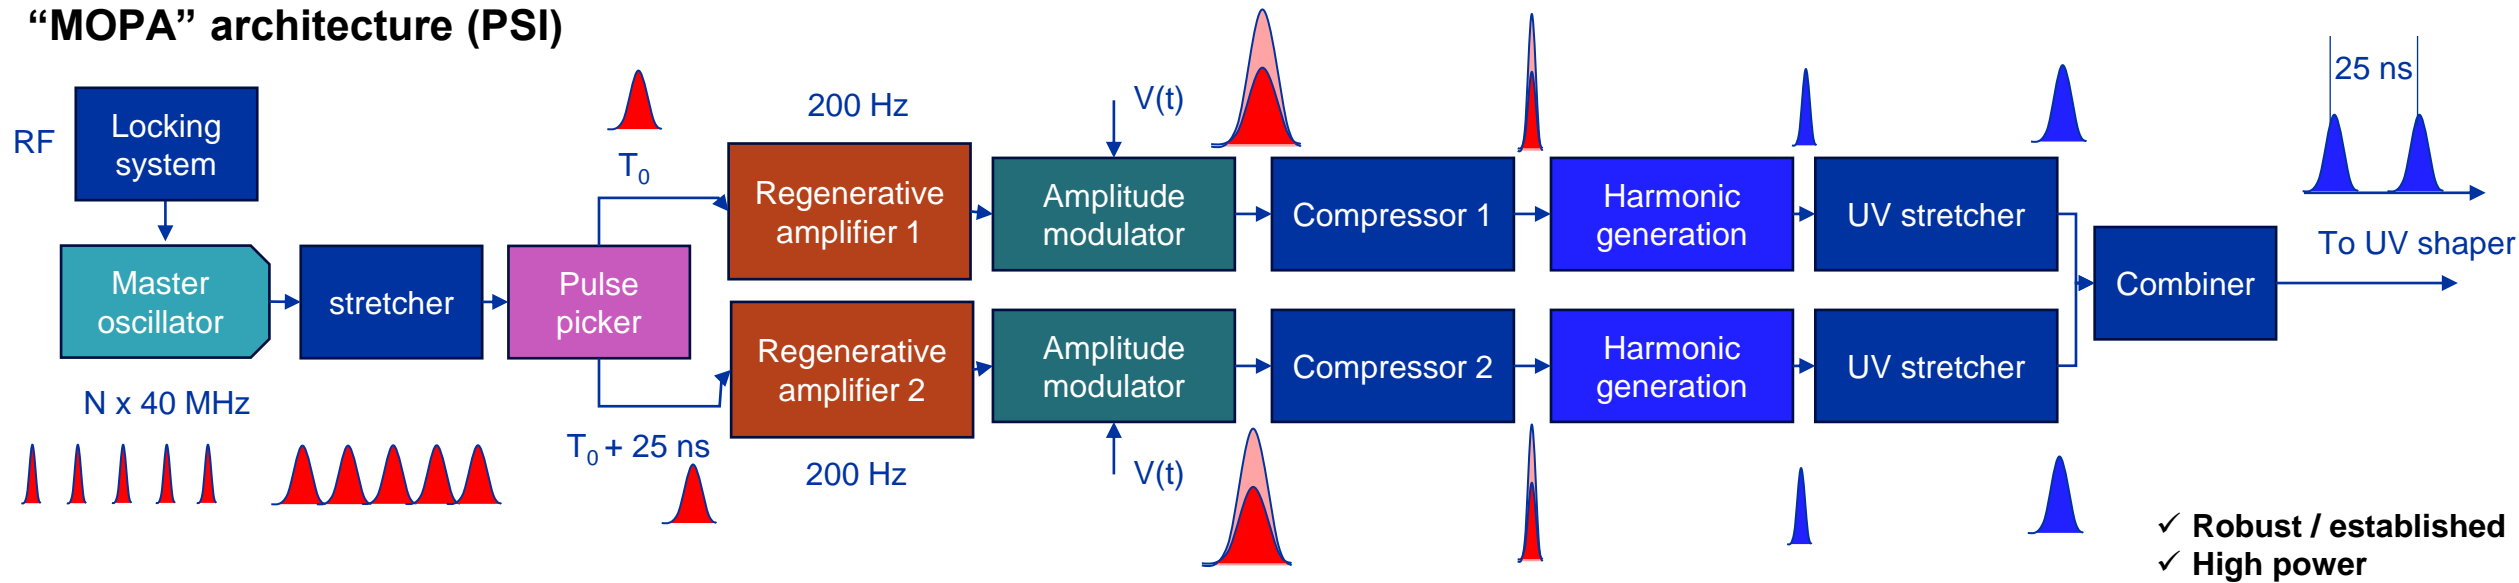 “MOPA” architecture (PSI)
RF
Locking
system
Master
oscillator
N x 40 MHz
stretcher
Pulse
picker
T₀
T₀ + 25 ns
200 Hz
Regenerative
amplifier 1
Regenerative
amplifier 2
200 Hz
V(t)
Amplitude
modulator
Amplitude
modulator
V(t)
Compressor 1
Compressor 2
Harmonic
generation
Harmonic
generation
UV stretcher
UV stretcher
Combiner
25 ns
To UV shaper
✓ Robust / established
✓ High power